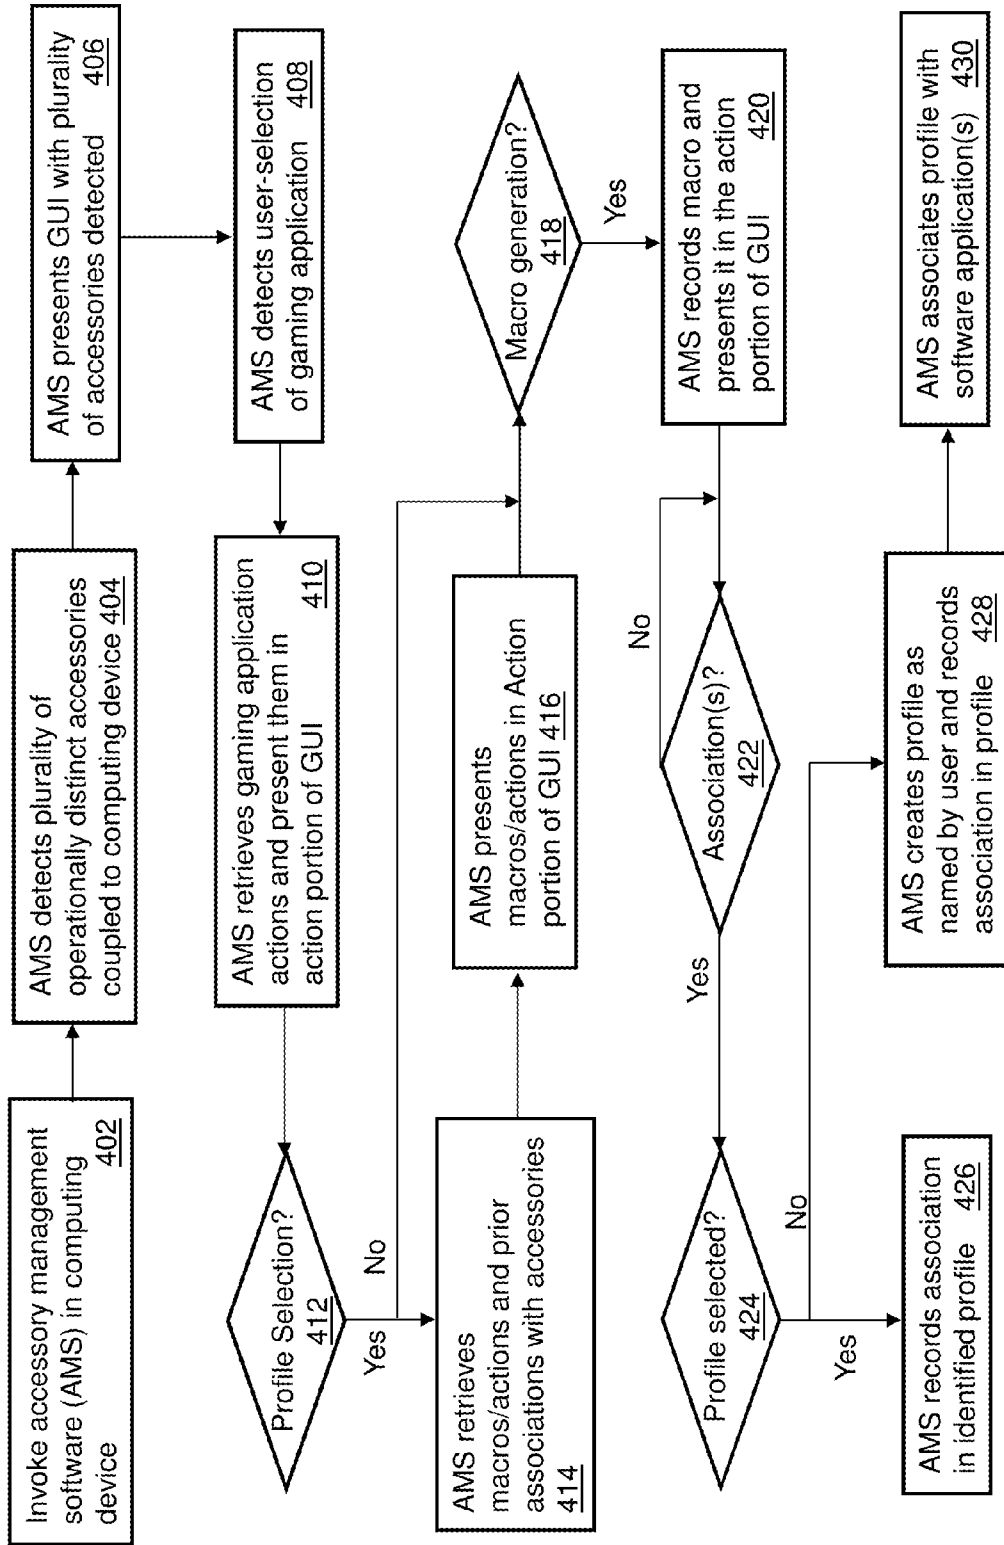 Invoke accessory management
software (AMS) in computing
device 402
AMS detects plurality of
operationally distinct accessories
coupled to computing device 404
AMS presents GUI with plurality
of accessories detected 406
AMS detects user-selection
of gaming application 408
AMS retrieves gaming application
actions and present them in
action portion of GUI 410
Profile Selection?
412
No
Yes
AMS retrieves
macros/actions and prior
associations with accessories
414
AMS presents
macros/actions in Action
portion of GUI 416
Macro generation?
418
Yes
AMS records macro and
presents it in the action
portion of GUI 420
No
Association(s)?
422
Yes
Profile selected?
424
No
Yes
AMS records association
in identified profile 426
AMS creates profile as
named by user and records
association in profile 428
AMS associates profile with
software application(s) 430